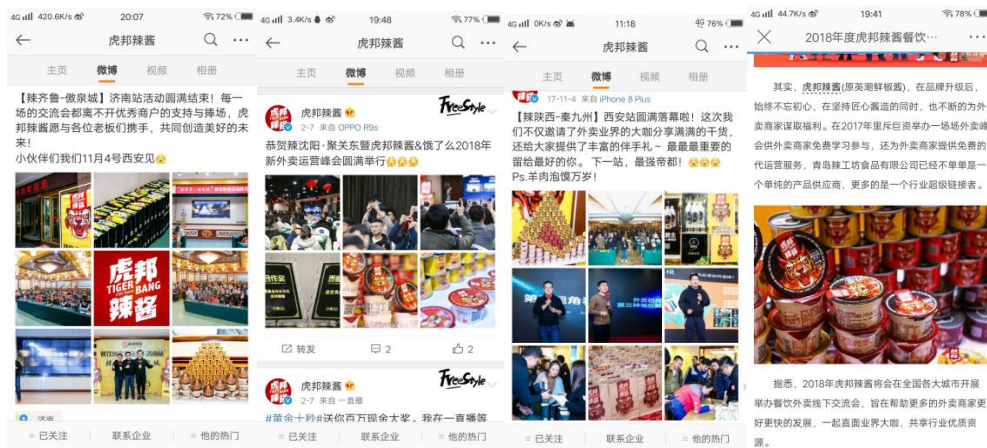 4G 420.6K/s 20:07 72%
虎邦辣酱
主页 微博 视频 相册
【辣齐鲁-傲泉城】济南站活动圆满结束！每一
场的交流会都离不开优秀商户的支持与捧场，虎
邦辣酱愿与各位老板们携手，共同创造美好的未
来！
小伙伴们我们11月4号西安见
虎邦
TIGER BANG
辣酱
济南
已关注 联系企业 他的热门
4G 3.4K/s 19:48 77%
虎邦辣酱
主页 微博 视频 相册
虎邦辣酱
FreeStyle
2-7 来自 OPPO R9s
恭贺辣沈阳·聚关东暨虎邦辣酱&饿了么2018年
新外卖运营峰会圆满举行
转发 2 2
虎邦辣酱
FreeStyle
2-7 来自 一直播
#黄金十秒#送你百万现金大奖。我在一直播等
已关注 联系企业 他的热门
4G 0K/s 11:18 4G 76%
虎邦辣酱
主页 微博 视频 相册
17-11-4 来自 iPhone 8 Plus
【辣陕西-秦九州】西安站圆满落幕啦！这次我
们不仅邀请了外卖业界的大咖分享满满的干货，
还给大家提供了丰富的伴手礼~ 最最最重要的
留给最好的你。 下一站，最强帝都！
Ps.羊肉泡馍万岁！
已关注 联系企业 他的热门
4G 44.7K/s 19:41 78%
2018年度虎邦辣酱餐饮…
其实，虎邦辣酱(原英潮鲜椒酱)，在品牌升级后，
始终不忘初心，在坚持匠心酱造的同时，也不断的为外
卖商家谋取福利。在2017年里斥巨资举办一场场外卖峰
会供外卖商家免费学习参与，还为外卖商家提供免费的
代运营服务，青岛辣工坊食品有限公司已经不单单是一
个单纯的产品供应商，更多的是一个行业超级链接者。
据悉，2018年虎邦辣酱将会在全国各大城市开展
举办餐饮外卖线下交流会，旨在帮助更多的外卖商家更
好更快的发展，一起直面业界大咖，共享行业优质资
源。